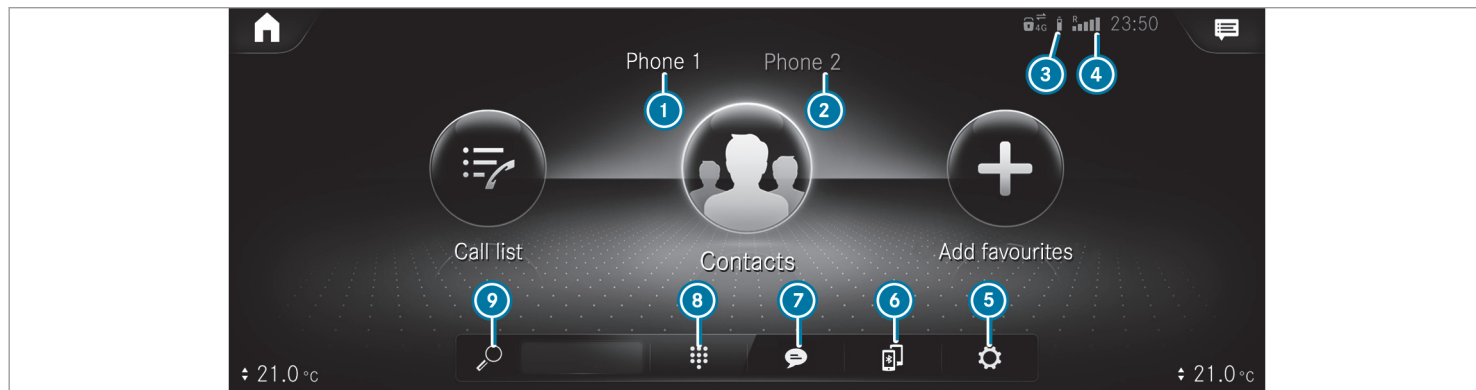 4G R 23:50
Phone 1 Phone 2
3 4
1 2
Call list Contacts Add favourites
9 8 7 6 5
21.0 °C 21.0 °C